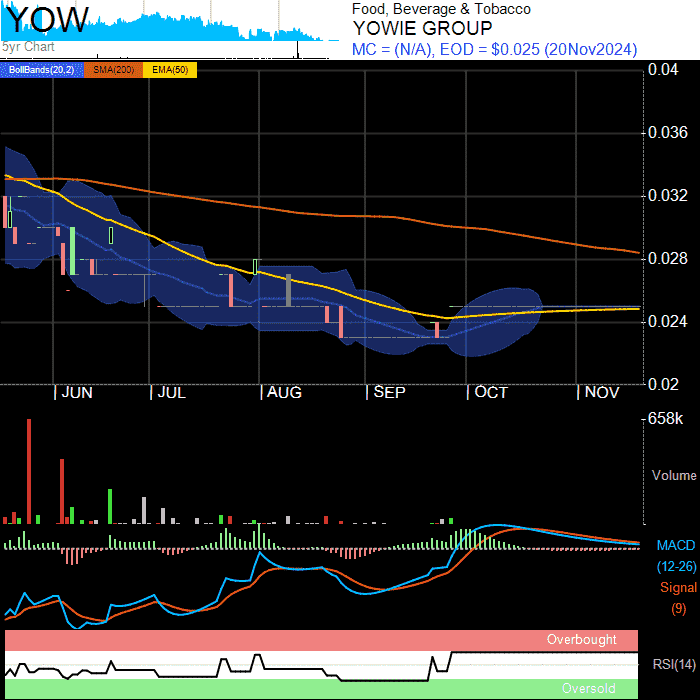 YOW
5yr Chart
Food, Beverage & Tobacco
YOWIE GROUP
MC = (N/A), EOD = $0.025 (20Nov2024)
BollBands(20,2) SMA(200) EMA(50)
0.04
0.036
0.032
0.028
0.024
0.02
JUN JUL AUG SEP OCT NOV
658k
Volume
MACD
(12-26)
Signal
(9)
Overbought
RSI(14)
Oversold